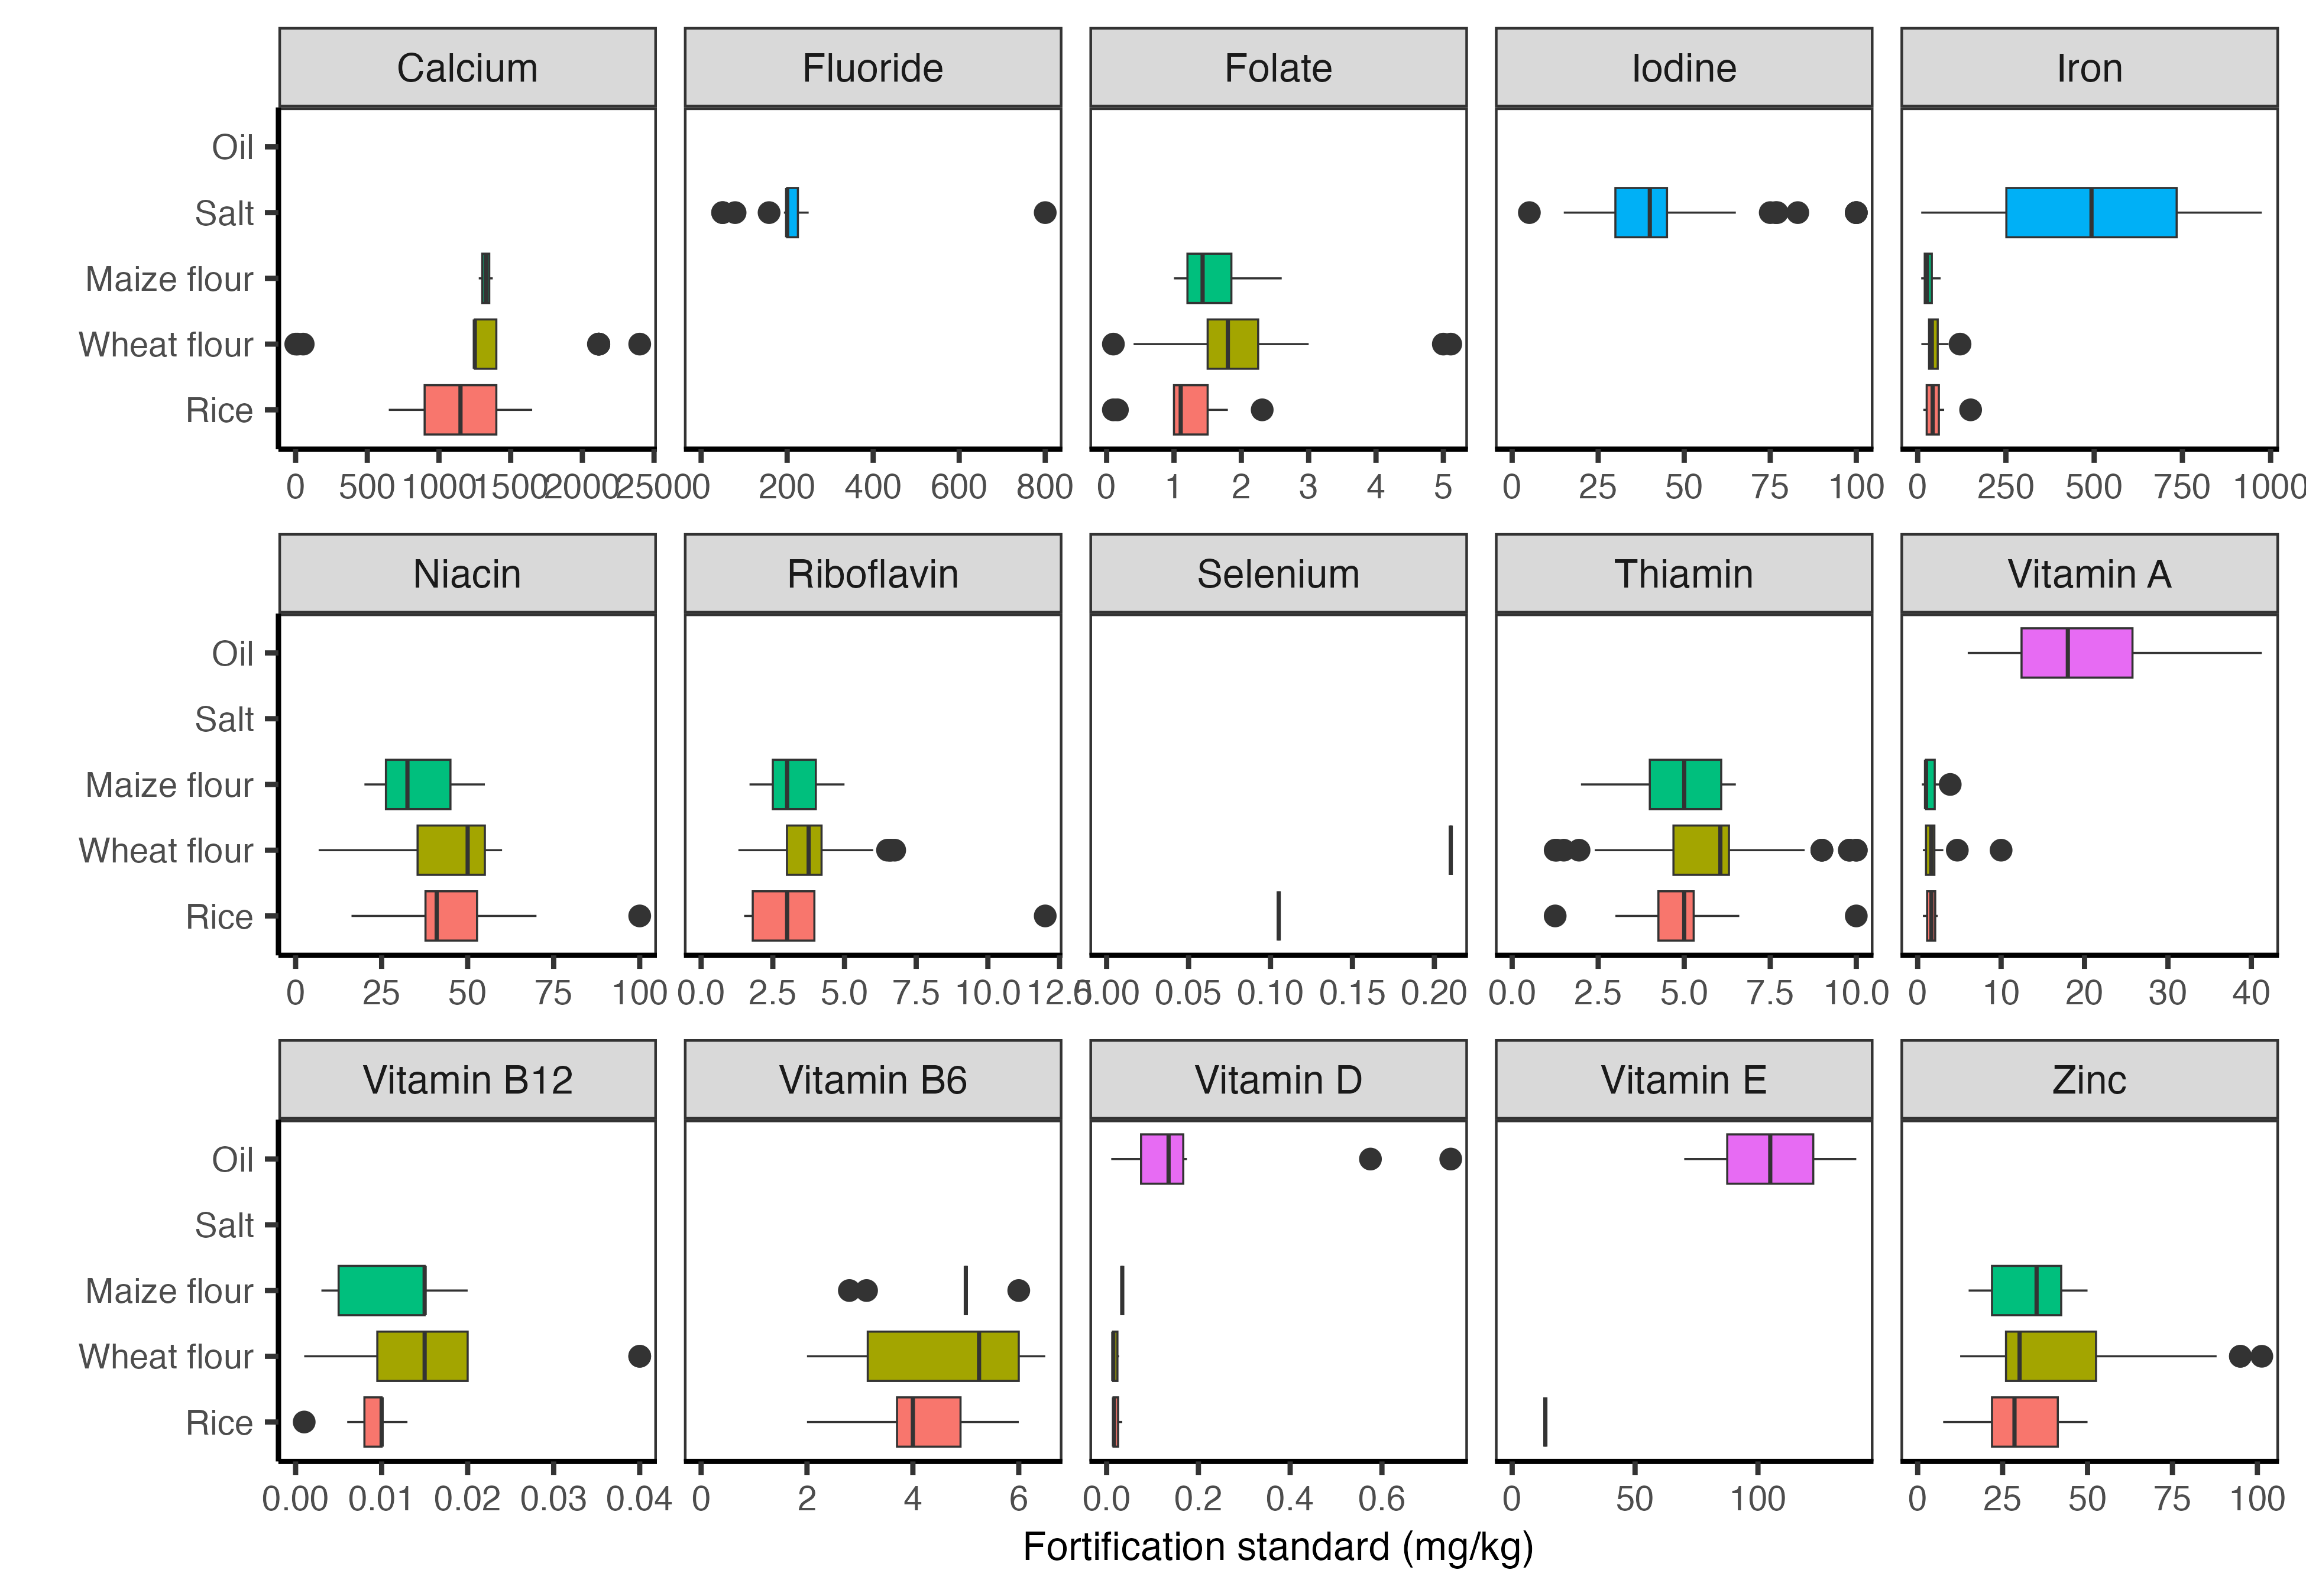 Calcium Fluoride Folate Iodine Iron
Oil
Salt
Maize flour
Wheat flour
Rice
0 500 1000 1500 2000 2500 0 200 400 600 800 0 1 2 3 4 5 0 25 50 75 100 0 250 500 750 1000
Niacin Riboflavin Selenium Thiamin Vitamin A
Oil
Salt
Maize flour
Wheat flour
Rice
0 25 50 75 100 0.0 2.5 5.0 7.5 10.0 12.5 0.00 0.05 0.10 0.15 0.20 0.0 2.5 5.0 7.5 10.0 0 10 20 30 40
Vitamin B12 Vitamin B6 Vitamin D Vitamin E Zinc
Oil
Salt
Maize flour
Wheat flour
Rice
0.00 0.01 0.02 0.03 0.04 0 2 4 6 0.0 0.2 0.4 0.6 0 50 100 0 25 50 75 100
Fortification standard (mg/kg)